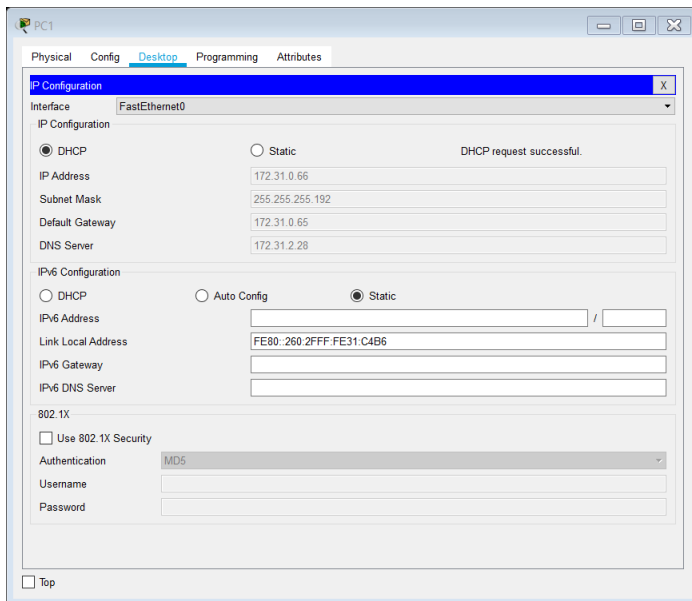 PC1
Physical Config Desktop Programming Attributes
IP Configuration X
Interface FastEthernet0
IP Configuration
DHCP Static DHCP request successful.
IP Address 172.31.0.66
Subnet Mask 255.255.255.192
Default Gateway 172.31.0.65
DNS Server 172.31.2.28
IPv6 Configuration
DHCP Auto Config Static
IPv6 Address /
Link Local Address FE80::260:2FFF:FE31:C4B6
IPv6 Gateway
IPv6 DNS Server
802.1X
Use 802.1X Security
Authentication MD5
Username
Password
Top